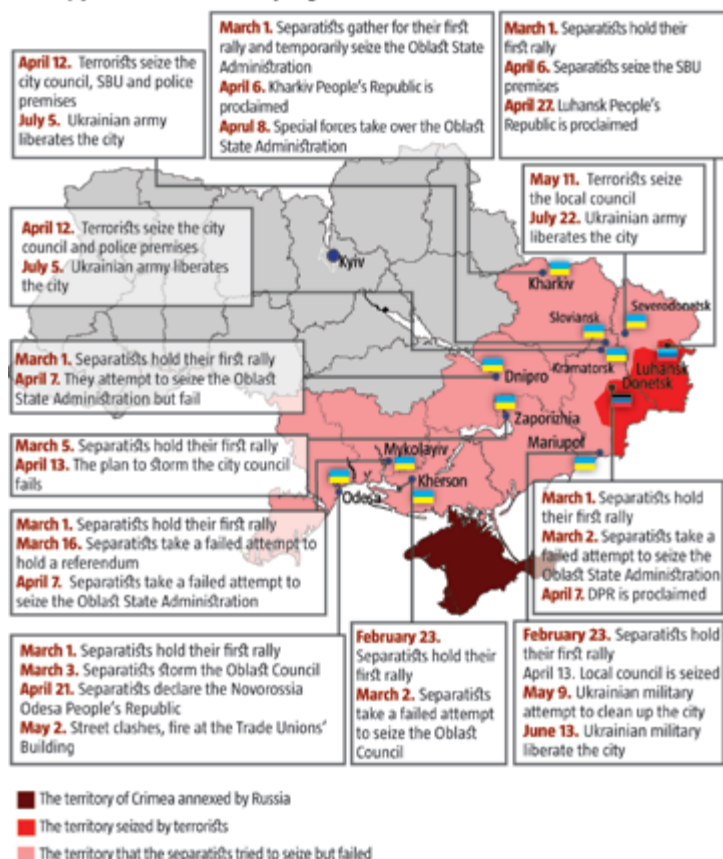 March 1. Separatists gather for their first
rally and temporarily seize the Oblast State
Administration
April 6. Kharkiv People's Republic is
proclaimed
Aprul 8. Special forces take over the Oblast
State Administration
March 1. Separatists hold their
first rally
April 6. Separatists seize the SBU
premises
April 27. Luhansk People's
Republic is proclaimed
April 12. Terrorists seize the
city council, SBU and police
premises
July 5. Ukrainian army
liberates the city
May 11. Terrorists seize
the local council
July 22. Ukrainian army
liberates the city
April 12. Terrorists seize the city
council and police premises
July 5. Ukrainian army liberates
the city
Kyiv
Kharkiv
Sloviansk
Severodonatsk
Kramatorsk
Luhansk
Donetsk
Dnipro
Zaporizhia
Mariupol
Mykolayiv
Kherson
Odesa
March 1. Separatists hold their first rally
April 7. They attempt to seize the Oblast
State Administration but fail
March 5. Separatists hold their first rally
April 13. The plan to storm the city council
fails
March 1. Separatists hold their first rally
March 16. Separatists take a failed attempt to
hold a referendum
April 7. Separatists take a failed attempt to
seize the Oblast State Administration
March 1. Separatists hold
their first rally
March 2. Separatists take a
failed attempt to seize the
Oblast State Administration
April 7. DPR is proclaimed
March 1. Separatists hold their first rally
March 3. Separatists storm the Oblast Council
April 21. Separatists declare the Novorossia
Odesa People's Republic
May 2. Street clashes, fire at the Trade Unions'
Building
February 23.
Separatists hold their
first rally
March 2. Separatists
take a failed attempt
to seize the Oblast
Council
February 23. Separatists hold
their first rally
April 13. Local council is seized
May 9. Ukrainian military
attempt to clean up the city
June 13. Ukrainian military
liberate the city
The territory of Crimea annexed by Russia
The territory seized by terrorists
The territory that the separatists tried to seize but failed